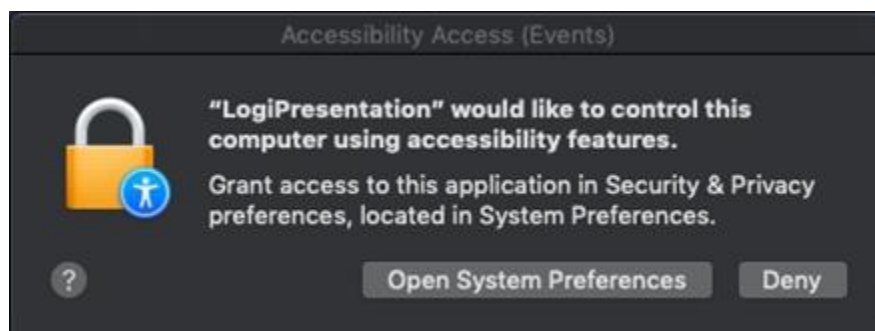 Accessibility Access (Events)
“LogiPresentation” would like to control this
computer using accessibility features.
Grant access to this application in Security & Privacy
preferences, located in System Preferences.
?
Open System Preferences
Deny